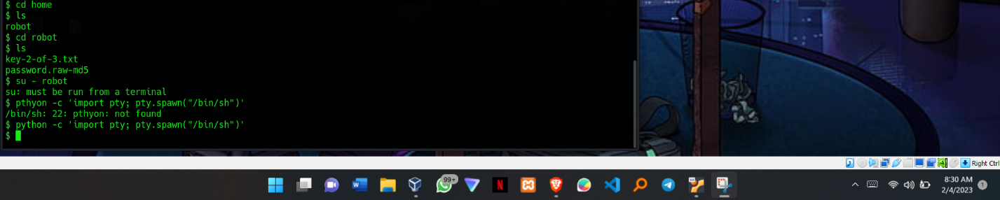 $ cd home
$ ls
robot
$ cd robot
$ ls
key-2-of-3.txt
password.raw-md5
$ su - robot
su: must be run from a terminal
$ pthyon -c 'import pty; pty.spawn("/bin/sh")'
/bin/sh: 22: pthyon: not found
$ python -c 'import pty; pty.spawn("/bin/sh")'
$
Right Ctrl
99+
8:30 AM
2/4/2023
1